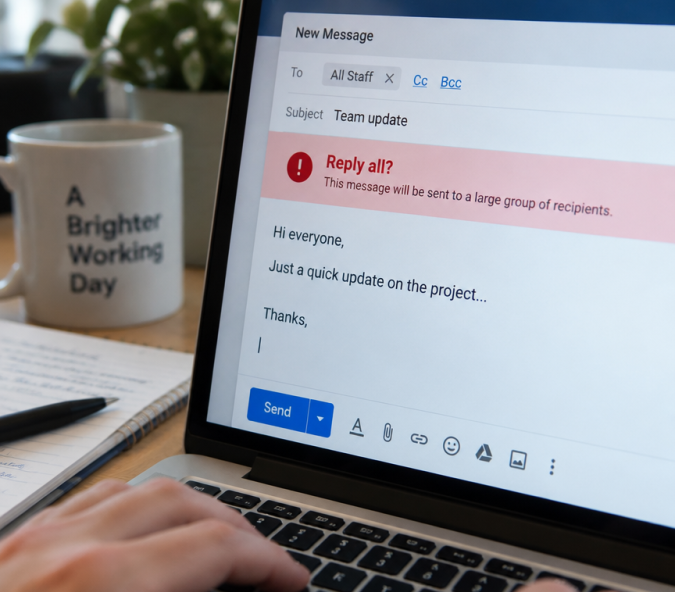 New Message
To All Staff X Cc Bcc
Subject Team update
!
Reply all?
This message will be sent to a large group of recipients.
Hi everyone,
Just a quick update on the project...
Thanks,
Send
A
A
Brighter
Working
Day